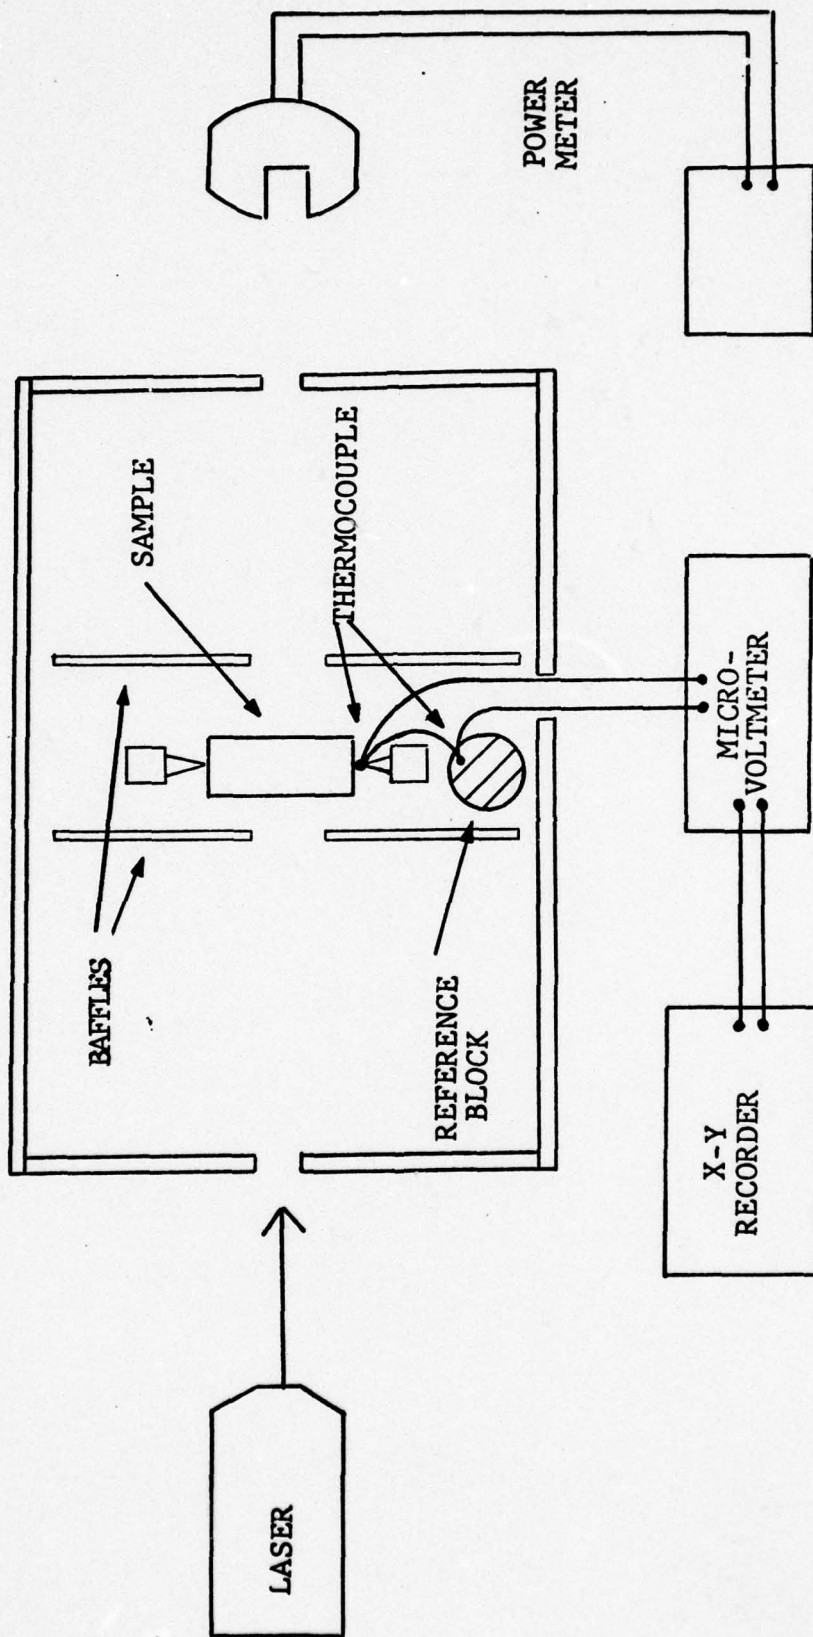 POWER
METER
SAMPLE
THERMOCOUPLE
BAFFLES
REFERENCE
BLOCK
MICRO-
VOLTMETER
X-Y
RECORDER
LASER